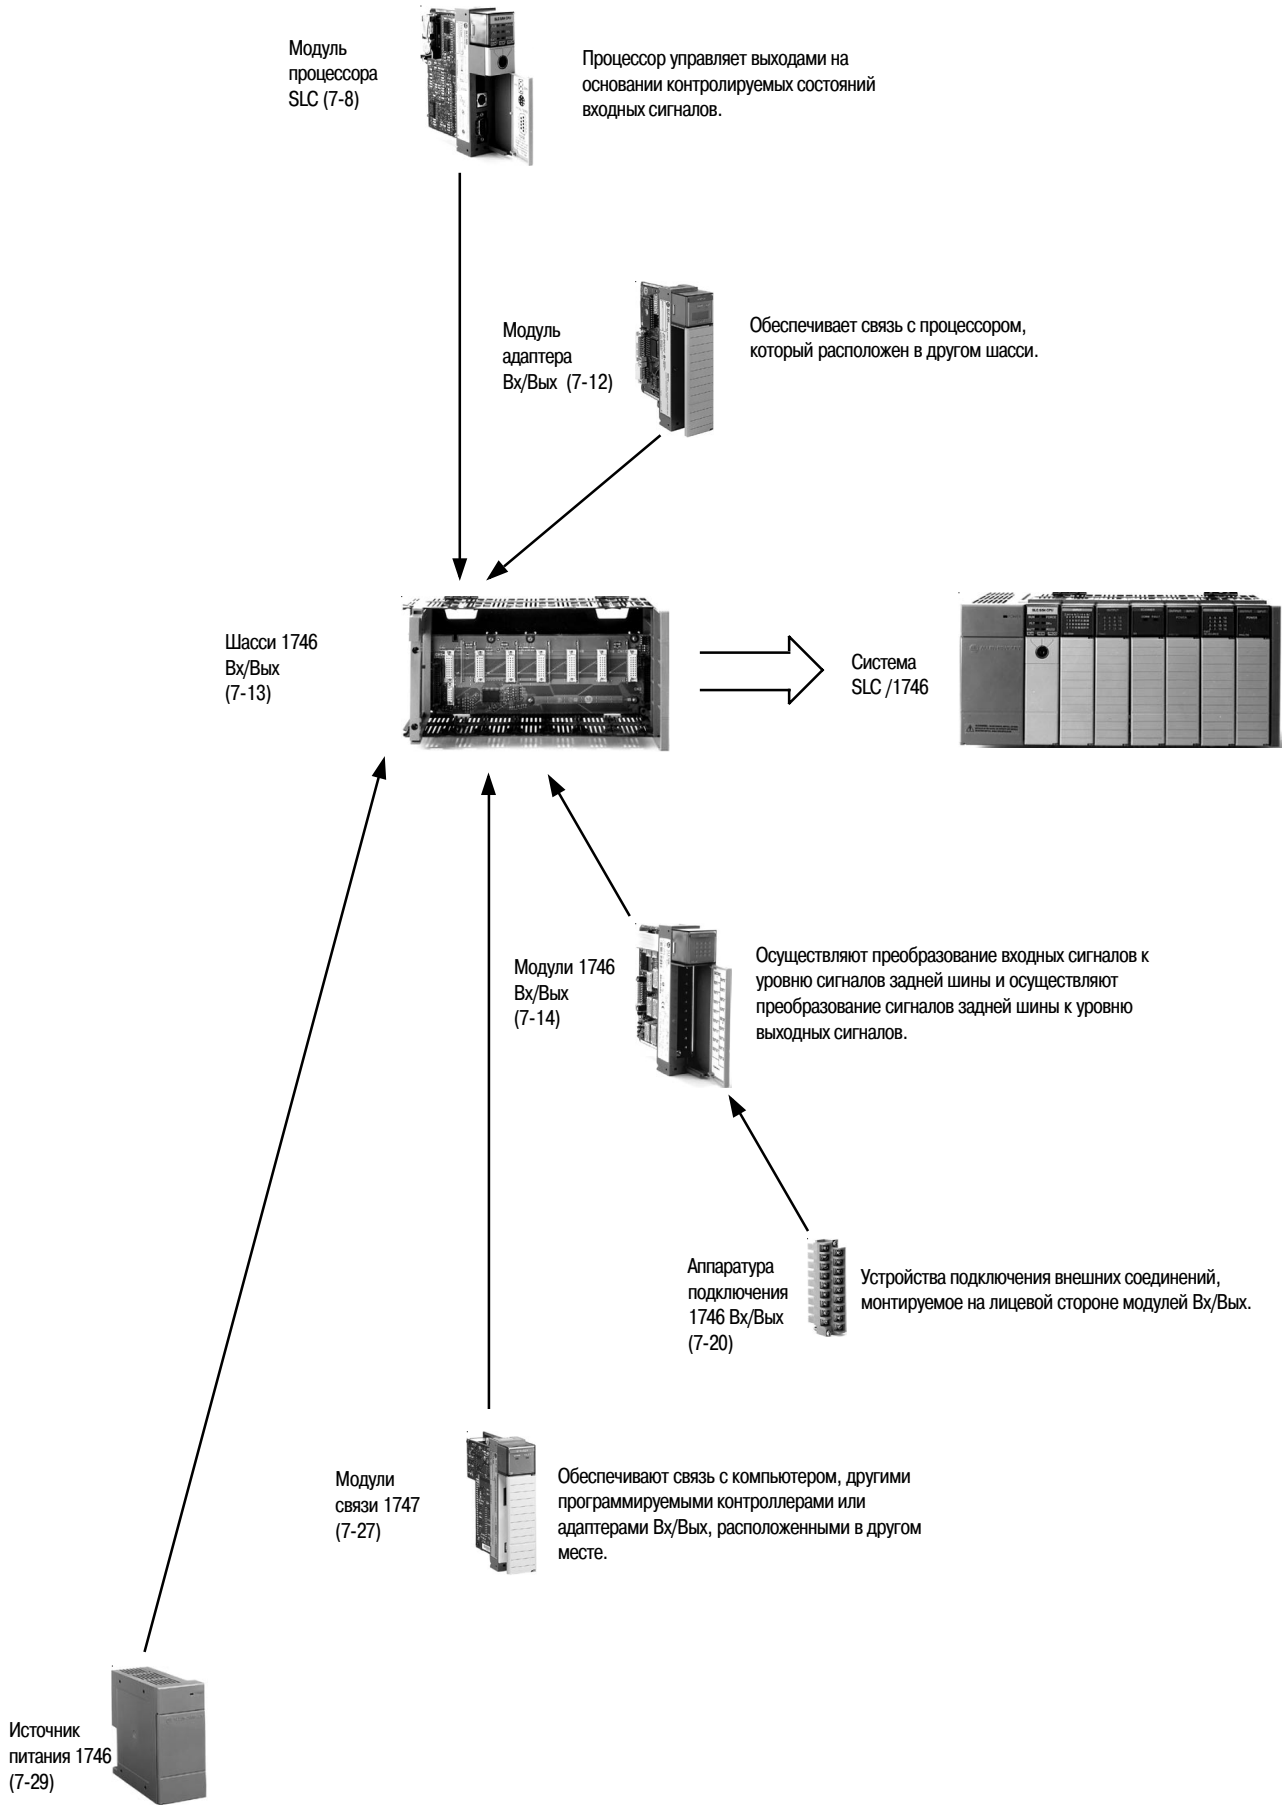 Модуль
процессора
SLC (7-8)
Процессор управляет выходами на
основании контролируемых состояний
входных сигналов.
Модуль
адаптера
Вх/Вых (7-12)
Обеспечивает связь с процессором,
который расположен в другом шасси.
Шасси 1746
Вх/Вых
(7-13)
Система
SLC /1746
Модули 1746
Вх/Вых
(7-14)
Осуществляют преобразование входных сигналов к
уровню сигналов задней шины и осуществляют
преобразование сигналов задней шины к уровню
выходных сигналов.
Аппаратура
подключения
1746 Вх/Вых
(7-20)
Устройства подключения внешних соединений,
монтируемое на лицевой стороне модулей Вх/Вых.
Модули
связи 1747
(7-27)
Обеспечивают связь с компьютером, другими
программируемыми контроллерами или
адаптерами Вх/Вых, расположенными в другом
месте.
Источник
питания 1746
(7-29)